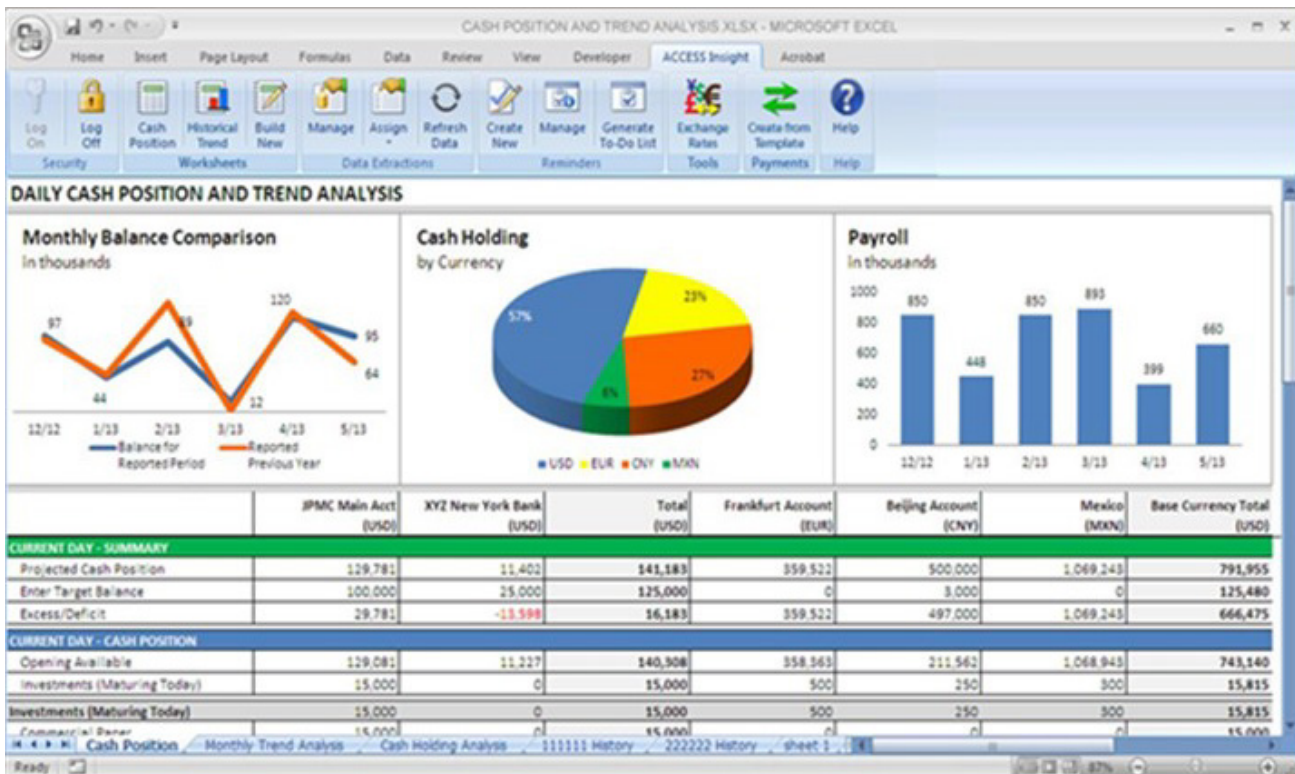 CASH POSITION AND TREND ANALYSIS.XLSX - MICROSOFT EXCEL
Home Insert Page Layout Formulas Data Review View Developer ACCESS Insight Acrobat
Log On Log Off Cash Position Historical Trend Build New Manage Assign Refresh Data Create New Manage Generate To-Do List Exchange Rates Create from Template Help
Security Worksheets Data Extractions Reminders Tools Payments Help
DAILY CASH POSITION AND TREND ANALYSIS
Monthly Balance Comparison
In thousands
97
44
120
12
95
64
12/12 1/13 2/13 3/13 4/13 5/13
Balance for Reported Period
Reported Previous Year
Cash Holding
by Currency
57%
23%
27%
6%
USD EUR CNY MXN
Payroll
In thousands
1000
800
600
400
200
0
850 448 850 893 399 660
12/12 1/13 2/13 3/13 4/13 5/13
JPMC Main Acct (USD) XYZ New York Bank (USD) Total (USD) Frankfurt Account (EUR) Beijing Account (CNY) Mexico (MXN) Base Currency Total (USD)
CURRENT DAY - SUMMARY
Projected Cash Position 129,781 11,402 141,183 359,522 500,000 1,069,243 791,955
Enter Target Balance 100,000 25,000 125,000 0 3,000 0 125,480
Excess/Deficit 29,781 -13,598 16,183 359,522 497,000 1,069,243 666,475
CURRENT DAY - CASH POSITION
Opening Available 129,081 11,227 140,308 358,363 211,562 1,068,943 743,140
Investments (Maturing Today) 15,000 0 15,000 500 250 300 15,815
Investments (Maturing Today) 15,000 0 15,000 500 250 300 15,815
Commercial Paper 15,000 0 15,000 0 0 0 15,000
Cash Position Monthly Trend Analysis Cash Holding Analysis 111111 History 222222 History sheet 1
Ready 87%